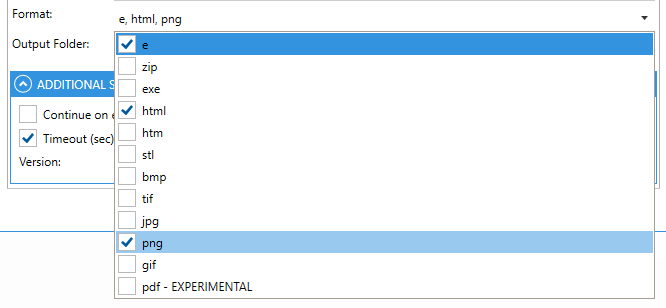 Format:
e, html, png
Output Folder:
e
zip
exe
ADDITIONAL S
html
Continue on e
htm
Timeout (sec)
stl
Version:
bmp
tif
jpg
png
gif
pdf - EXPERIMENTAL